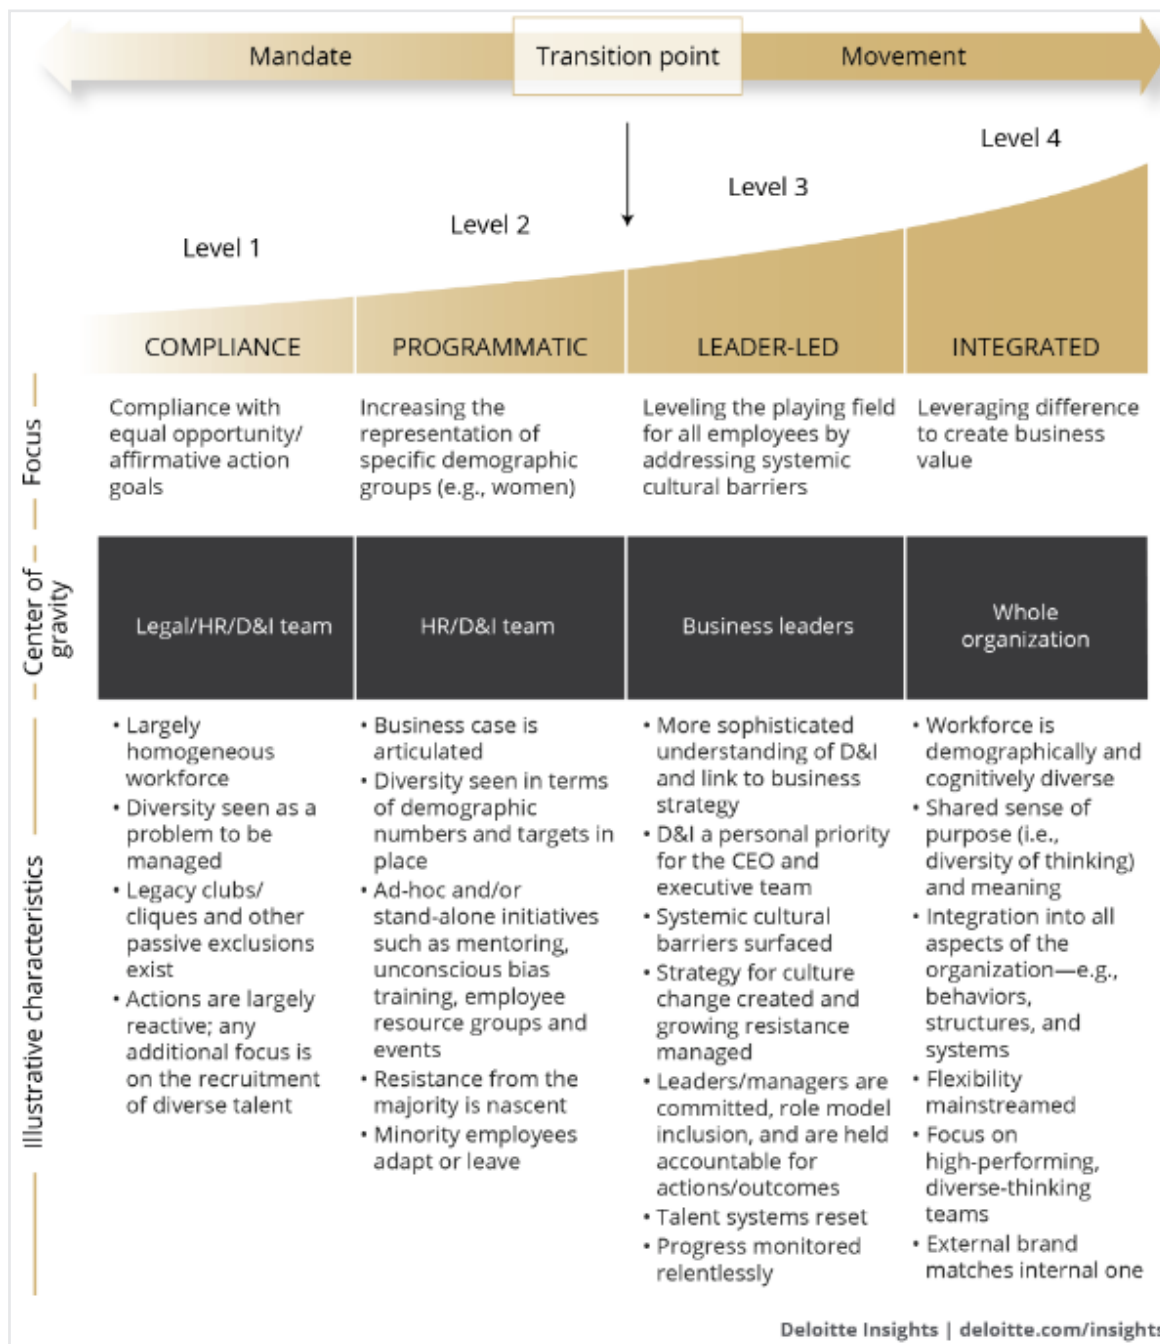 Mandate
Transition point
Movement
Level 1
Level 2
Level 3
Level 4
COMPLIANCE
PROGRAMMATIC
LEADER-LED
INTEGRATED
Focus
Compliance with
equal opportunity/
affirmative action
goals
Increasing the
representation of
specific demographic
groups (e.g., women)
Leveling the playing field
for all employees by
addressing systemic
cultural barriers
Leveraging difference
to create business
value
Center of
gravity
Legal/HR/D&I team
HR/D&I team
Business leaders
Whole
organization
Illustrative characteristics
• Largely
homogeneous
workforce
• Diversity seen as a
problem to be
managed
• Legacy clubs/
cliques and other
passive exclusions
exist
• Actions are largely
reactive; any
additional focus is
on the recruitment
of diverse talent
• Business case is
articulated
• Diversity seen in terms
of demographic
numbers and targets in
place
• Ad-hoc and/or
stand-alone initiatives
such as mentoring,
unconscious bias
training, employee
resource groups and
events
• Resistance from the
majority is nascent
• Minority employees
adapt or leave
• More sophisticated
understanding of D&I
and link to business
strategy
• D&I a personal priority
for the CEO and
executive team
• Systemic cultural
barriers surfaced
• Strategy for culture
change created and
growing resistance
managed
• Leaders/managers are
committed, role model
inclusion, and are held
accountable for
actions/outcomes
• Talent systems reset
• Progress monitored
relentlessly
• Workforce is
demographically and
cognitively diverse
• Shared sense of
purpose (i.e.,
diversity of thinking)
and meaning
• Integration into all
aspects of the
organization—e.g.,
behaviors,
structures, and
systems
• Flexibility
mainstreamed
• Focus on
high-performing,
diverse-thinking
teams
• External brand
matches internal one
Deloitte Insights | deloitte.com/insights